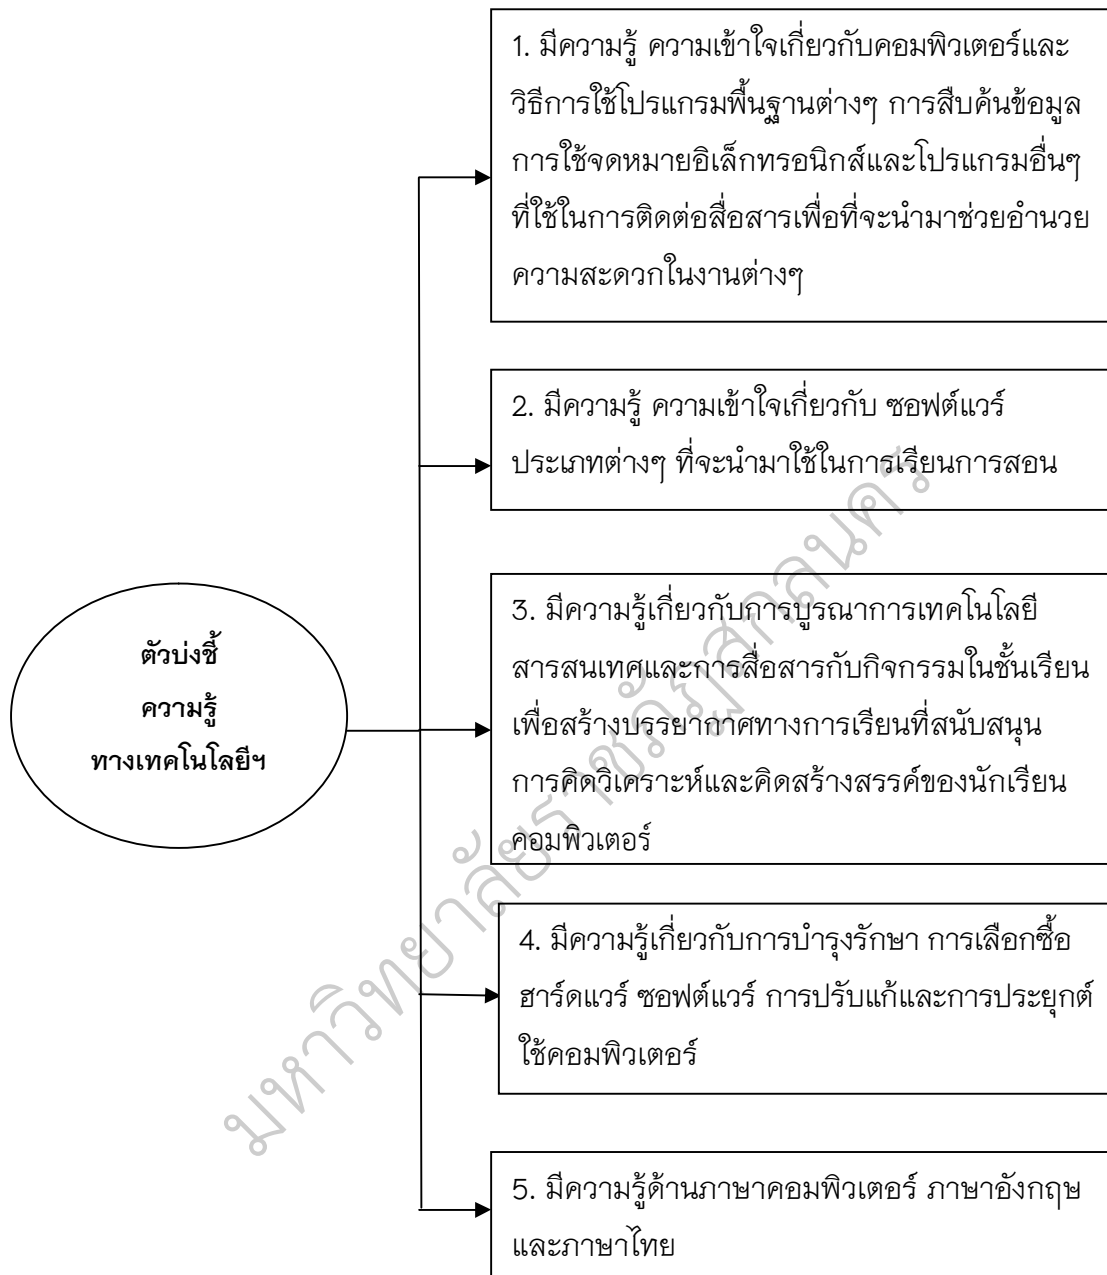 1. มีความรู้ ความเข้าใจเกี่ยวกับคอมพิวเตอร์และ
วิธีการใช้โปรแกรมพื้นฐานต่างๆ การสืบค้นข้อมูล
การใช้จดหมายอิเล็กทรอนิกส์และโปรแกรมอื่นๆ
ที่ใช้ในการติดต่อสื่อสารเพื่อที่จะนำมาช่วยอำนวย
ความสะดวกในงานต่างๆ
2. มีความรู้ ความเข้าใจเกี่ยวกับ ซอฟต์แวร์
ประเภทต่างๆ ที่จะนำมาใช้ในการเรียนการสอน
ตัวบ่งชี้
ความรู้
ทางเทคโนโลยีฯ
3. มีความรู้เกี่ยวกับการบูรณาการเทคโนโลยี
สารสนเทศและการสื่อสารกับกิจกรรมในชั้นเรียน
เพื่อสร้างบรรยากาศทางการเรียนที่สนับสนุน
การคิดวิเคราะห์และคิดสร้างสรรค์ของนักเรียน
คอมพิวเตอร์
4. มีความรู้เกี่ยวกับการบำรุงรักษา การเลือกซื้อ
ฮาร์ดแวร์ ซอฟต์แวร์ การปรับแก้และการประยุกต์
ใช้คอมพิวเตอร์
5. มีความรู้ด้านภาษาคอมพิวเตอร์ ภาษาอังกฤษ
และภาษาไทย
มหาวิทยาลัยราชภัฏสกลนคร